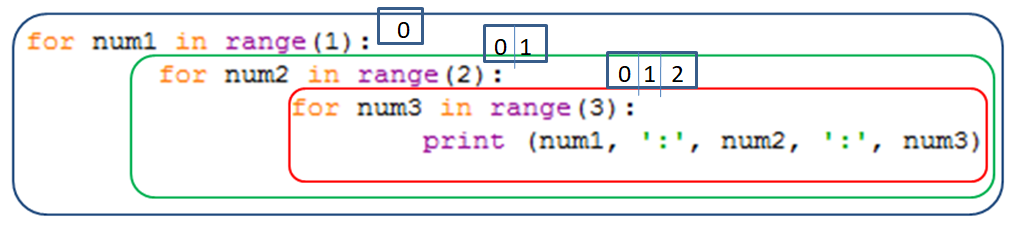 for num1 in range(1): 0
0 1
for num2 in range(2): 0 1 2
for num3 in range(3):
print (num1, ':', num2, ':', num3)